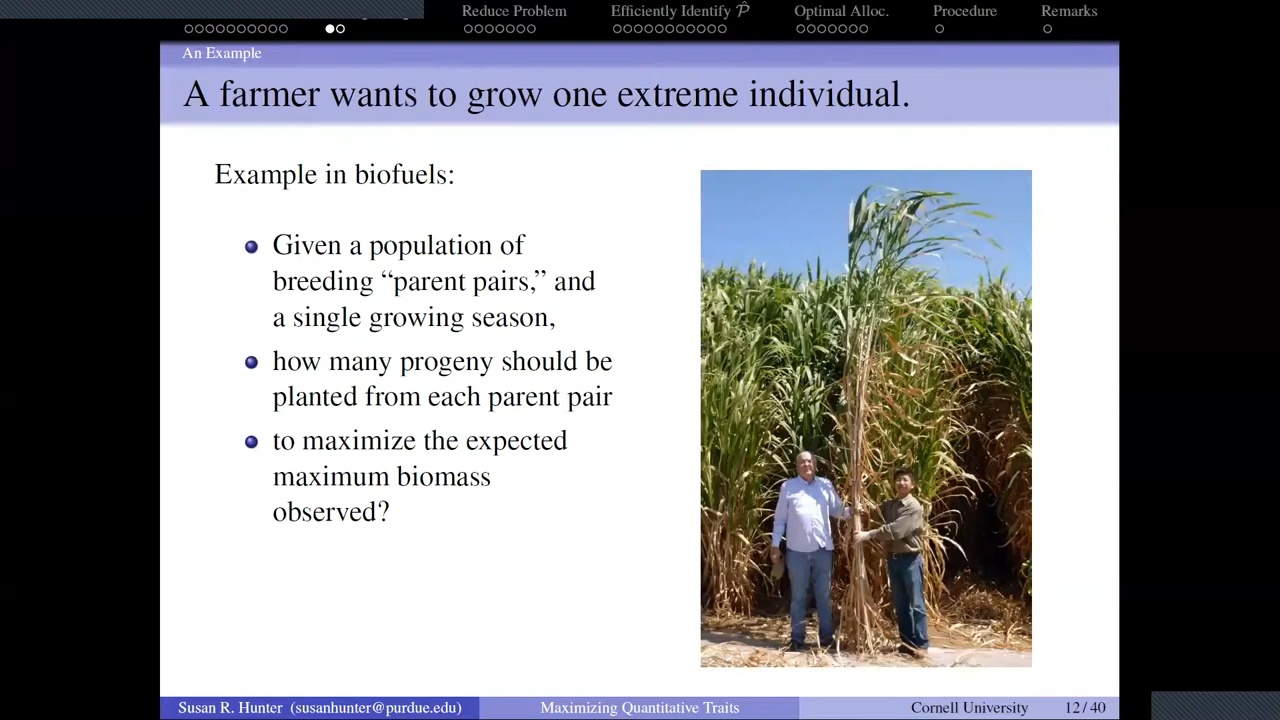 Reduce Problem Efficiently Identify P̂ Optimal Alloc. Procedure Remarks
An Example
A farmer wants to grow one extreme individual.
Example in biofuels:
Given a population of
breeding “parent pairs,” and
a single growing season,
how many progeny should be
planted from each parent pair
to maximize the expected
maximum biomass
observed?
Susan R. Hunter (susanhunter@purdue.edu) Maximizing Quantitative Traits Cornell University 12 / 40